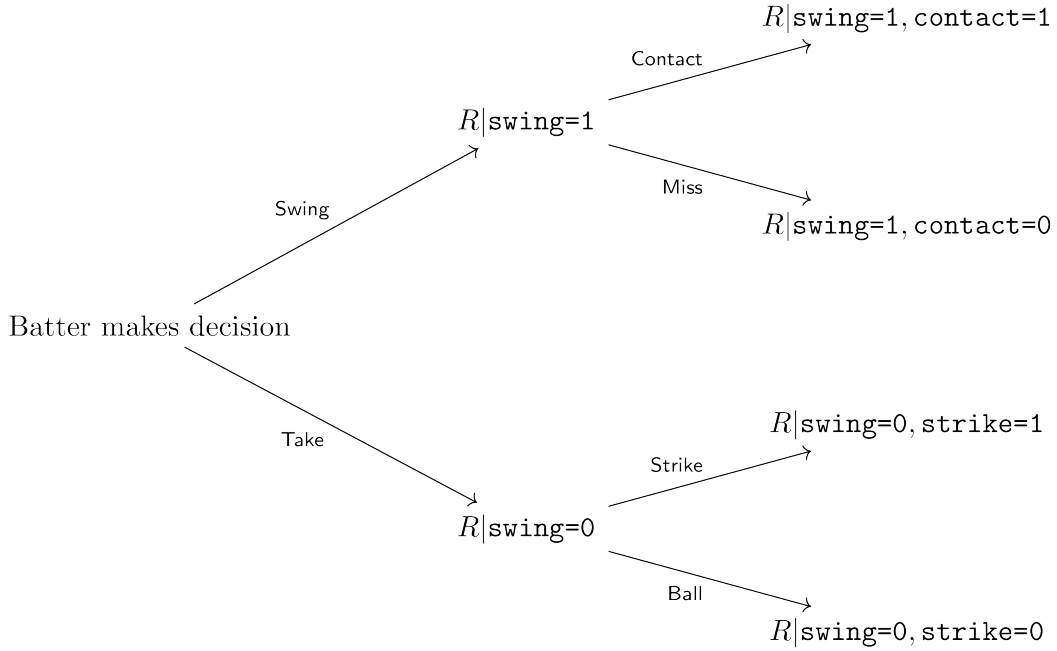 R|swing=1, contact=1
Contact
R|swing=1
Miss
R|swing=1, contact=0
Swing
Batter makes decision
Take
R|swing=0, strike=1
Strike
R|swing=0
Ball
R|swing=0, strike=0